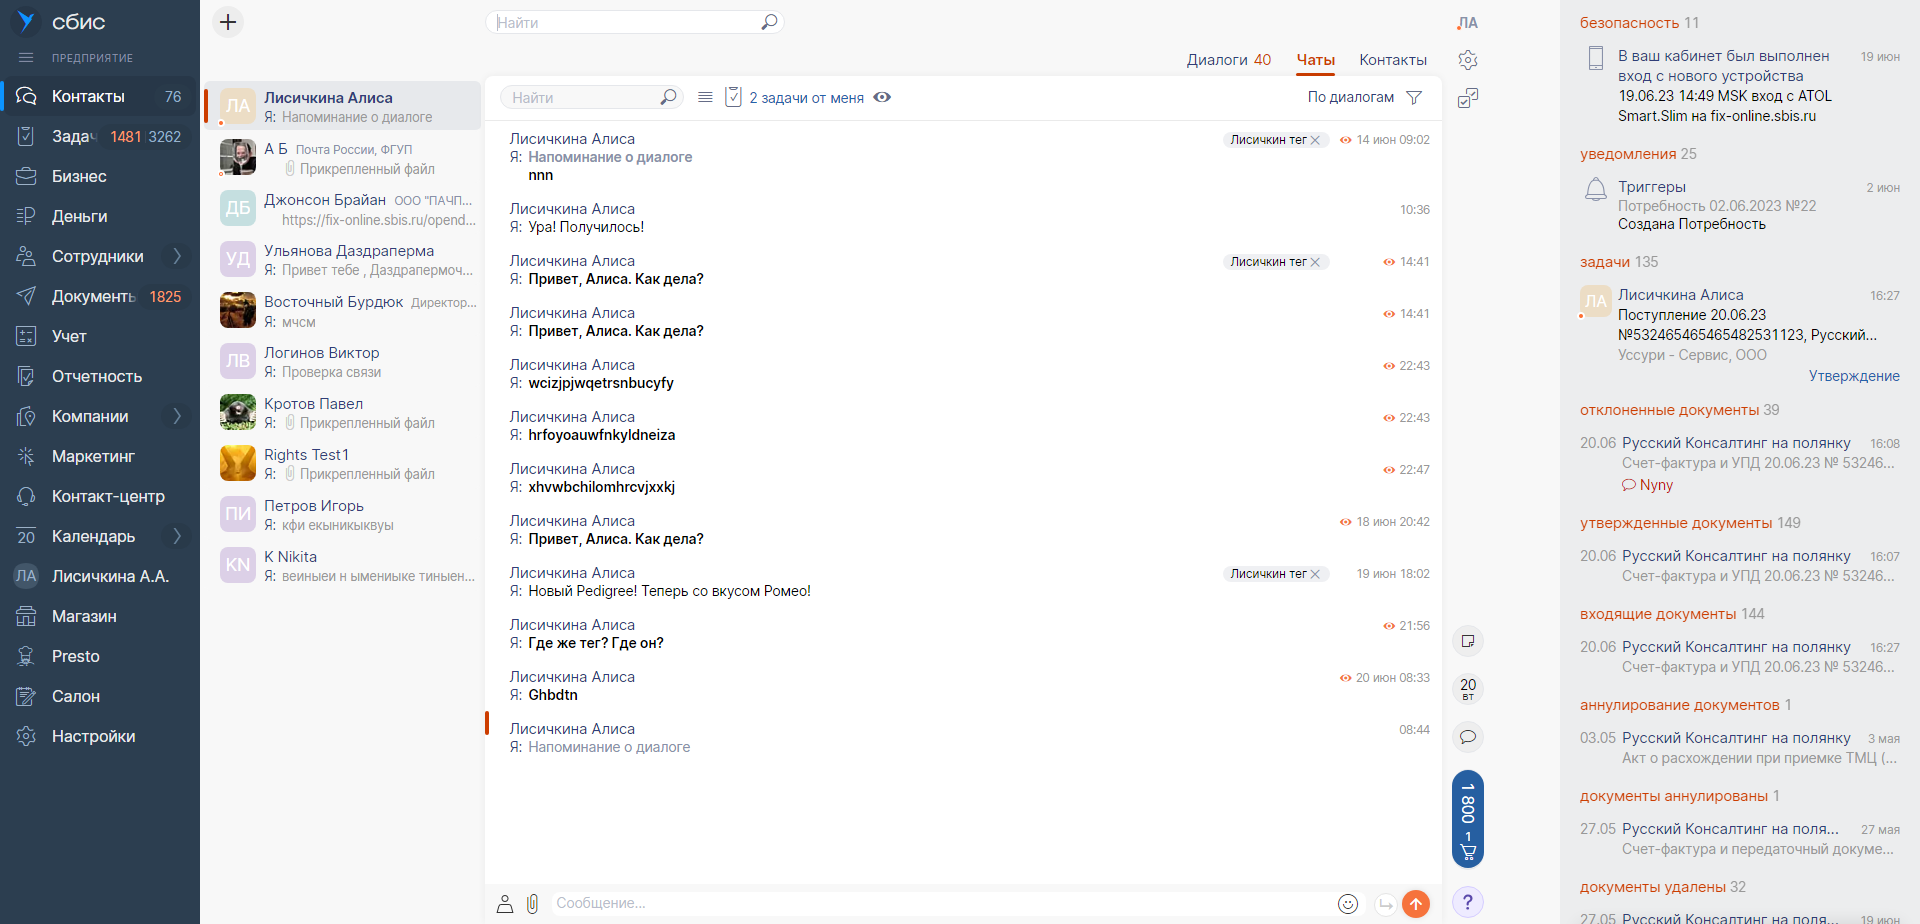 сбис
ПРЕДПРИЯТИЕ
Контакты 76
Задач 1481 3262
Бизнес
Деньги
Сотрудники
Документы 1825
Учет
Отчетность
Компании
Маркетинг
Контакт-центр
20 Календарь
ЛА Лисичкина А.А.
Магазин
Presto
Салон
Настройки
Найти
Диалоги 40 Чаты Контакты
ЛА Лисичкина Алиса
Я: Напоминание о диалоге
А Б Почта России, ФГУП
Прикрепленный файл
ДБ Джонсон Брайан ООО "ПАЧП...
https://fix-online.sbis.ru/opend...
УД Ульянова Даздраперма
Я: Привет тебе , Даздрапермоч...
Восточный Бурдюк Директор...
Я: мчсм
ЛВ Логинов Виктор
Я: Проверка связи
Кротов Павел
Я: Прикрепленный файл
Rights Test1
Я: Прикрепленный файл
ПИ Петров Игорь
Я: кфи екыникыквуы
KN K Nikita
Я: веиныеи н ымениыке тиныен...
Найти 2 задачи от меня По диалогам
Лисичкина Алиса Лисичкин тег 14 июн 09:02
Я: Напоминание о диалоге
nnn
Лисичкина Алиса 10:36
Я: Ура! Получилось!
Лисичкина Алиса Лисичкин тег 14:41
Я: Привет, Алиса. Как дела?
Лисичкина Алиса 14:41
Я: Привет, Алиса. Как дела?
Лисичкина Алиса 22:43
Я: wcizjpjwqetrsnbucyfy
Лисичкина Алиса 22:43
Я: hrfoyoauwfnkyldneiza
Лисичкина Алиса 22:47
Я: xhvwbchilomhrcvjxxkj
Лисичкина Алиса 18 июн 20:42
Я: Привет, Алиса. Как дела?
Лисичкина Алиса Лисичкин тег 19 июн 18:02
Я: Новый Pedigree! Теперь со вкусом Ромео!
Лисичкина Алиса 21:56
Я: Где же тег? Где он?
Лисичкина Алиса 20 июн 08:33
Я: Ghbdtn
Лисичкина Алиса 08:44
Я: Напоминание о диалоге
Сообщение...
ЛА
20
ВТ
1 800
1
?
безопасность 11
В ваш кабинет был выполнен 19 июн
вход с нового устройства
19.06.23 14:49 MSK вход с ATOL
Smart.Slim на fix-online.sbis.ru
уведомления 25
Триггеры 2 июн
Потребность 02.06.2023 №22
Создана Потребность
задачи 135
ЛА Лисичкина Алиса 16:27
Поступление 20.06.23
№532465465465482531123, Русский...
Уссури - Сервис, ООО
Утверждение
отклоненные документы 39
20.06 Русский Консалтинг на полянку 16:08
Счет-фактура и УПД 20.06.23 № 53246...
Nyny
утвержденные документы 149
20.06 Русский Консалтинг на полянку 16:07
Счет-фактура и УПД 20.06.23 № 53246...
входящие документы 144
20.06 Русский Консалтинг на полянку 16:27
Счет-фактура и УПД 20.06.23 № 53246...
аннулирование документов 1
03.05 Русский Консалтинг на полянку 3 мая
Акт о расхождении при приемке ТМЦ (...
документы аннулированы 1
27.05 Русский Консалтинг на поля... 27 мая
Счет-фактура и передаточный докуме...
документы удалены 32
27.05 Русский Консалтинг на поля... 19 июн